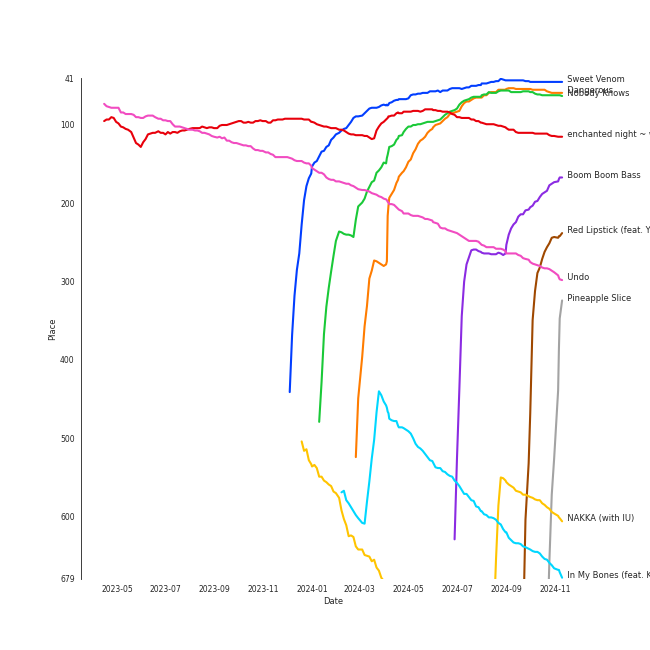 41
100
200
300
400
500
600
679
Place
2023-05
2023-07
2023-09
2023-11
2024-01
2024-03
2024-05
2024-07
2024-09
2024-11
Date
Sweet Venom
Dangerous
Nobody Knows
enchanted night ~
Boom Boom Bass
Red Lipstick (feat. Y
Undo
Pineapple Slice
NAKKA (with IU)
In My Bones (feat. K